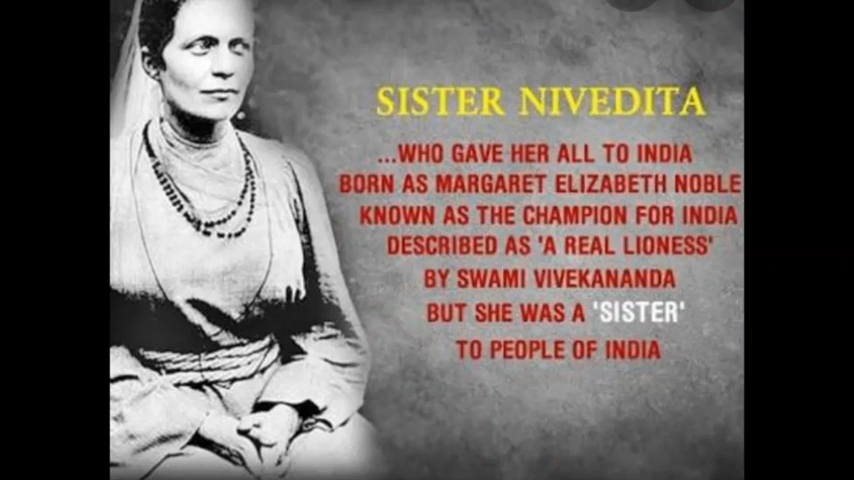 SISTER NIVEDITA
...WHO GAVE HER ALL TO INDIA
BORN AS MARGARET ELIZABETH NOBLE
KNOWN AS THE CHAMPION FOR INDIA
DESCRIBED AS 'A REAL LIONESS'
BY SWAMI VIVEKANANDA
BUT SHE WAS A 'SISTER'
TO PEOPLE OF INDIA